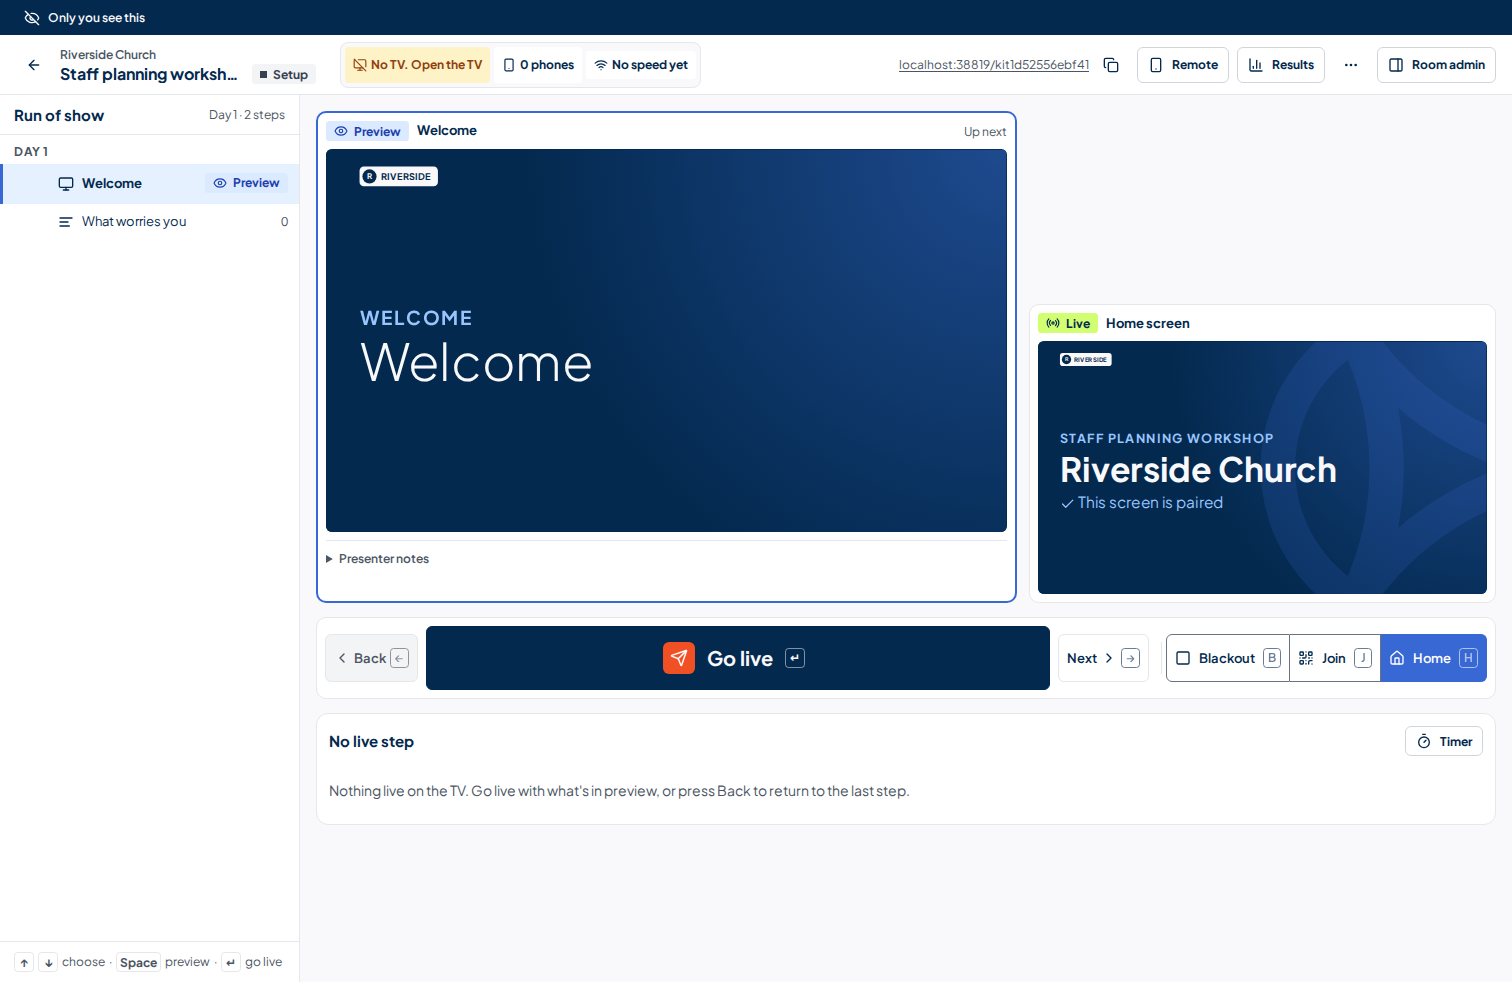 Only you see this
Riverside Church
Staff planning worksh...
Setup
No TV. Open the TV
0 phones
No speed yet
localhost:38819/kit1d52556ebf41
Remote
Results
Room admin
Run of show
Day 1 · 2 steps
DAY 1
Welcome
Preview
What worries you
0
Preview
Welcome
Up next
R RIVERSIDE
WELCOME
Welcome
Presenter notes
Live
Home screen
R RIVERSIDE
STAFF PLANNING WORKSHOP
Riverside Church
✓ This screen is paired
Back ←
Go live ↵
Next →
Blackout B
Join J
Home H
No live step
Timer
Nothing live on the TV. Go live with what's in preview, or press Back to return to the last step.
↑ ↓ choose · Space preview · ↵ go live